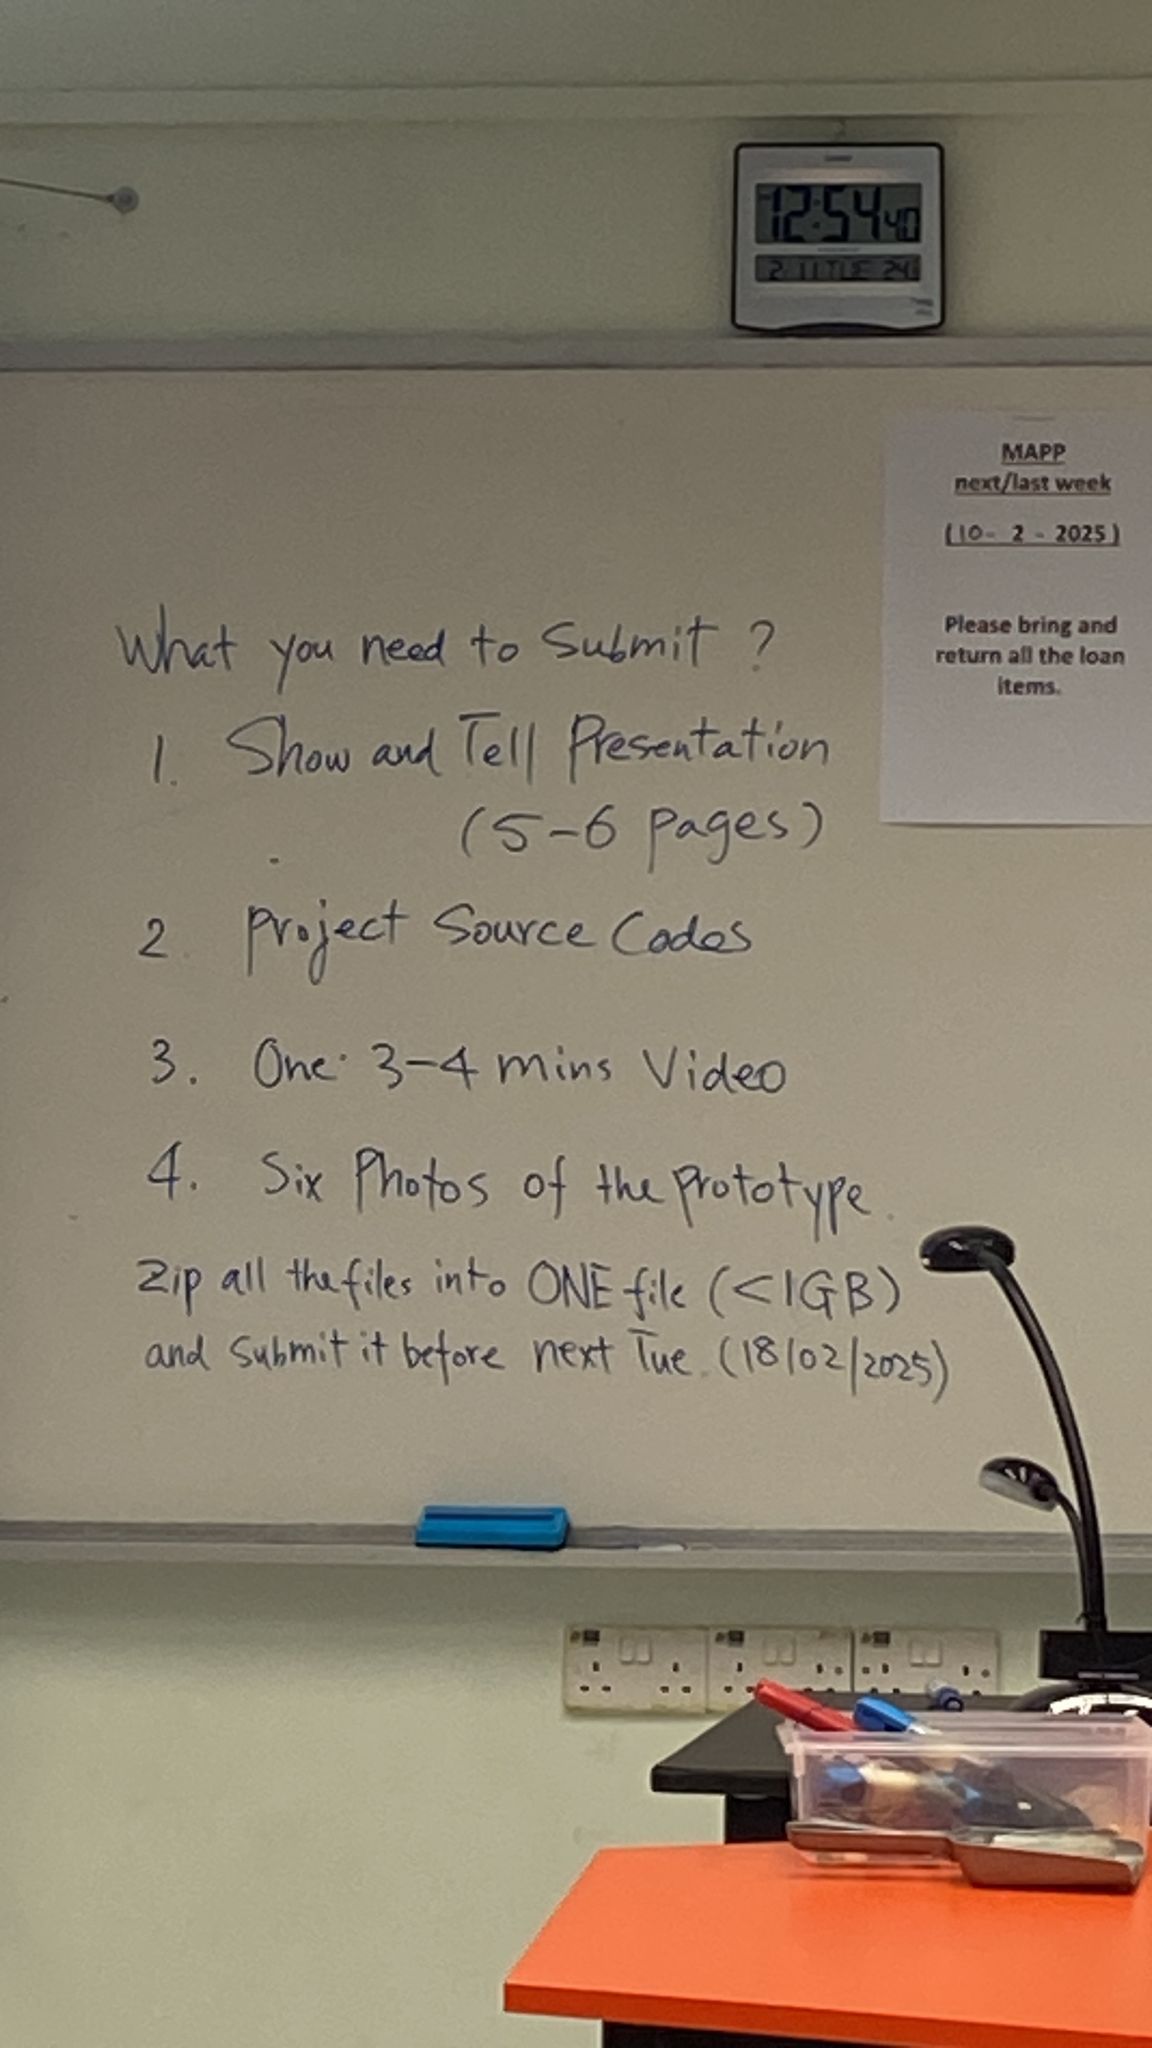 12:54 40
2 11 TUE 24
MAPP
next/last week
(10- 2 - 2025)
Please bring and
return all the loan
items.
What you need to Submit ?
1. Show and Tell Presentation
(5-6 pages)
2. Project Source Codes
3. One 3-4 mins Video
4. Six Photos of the prototype.
Zip all the files into ONE file (<1GB)
and submit it before next Tue. (18/02/2025)